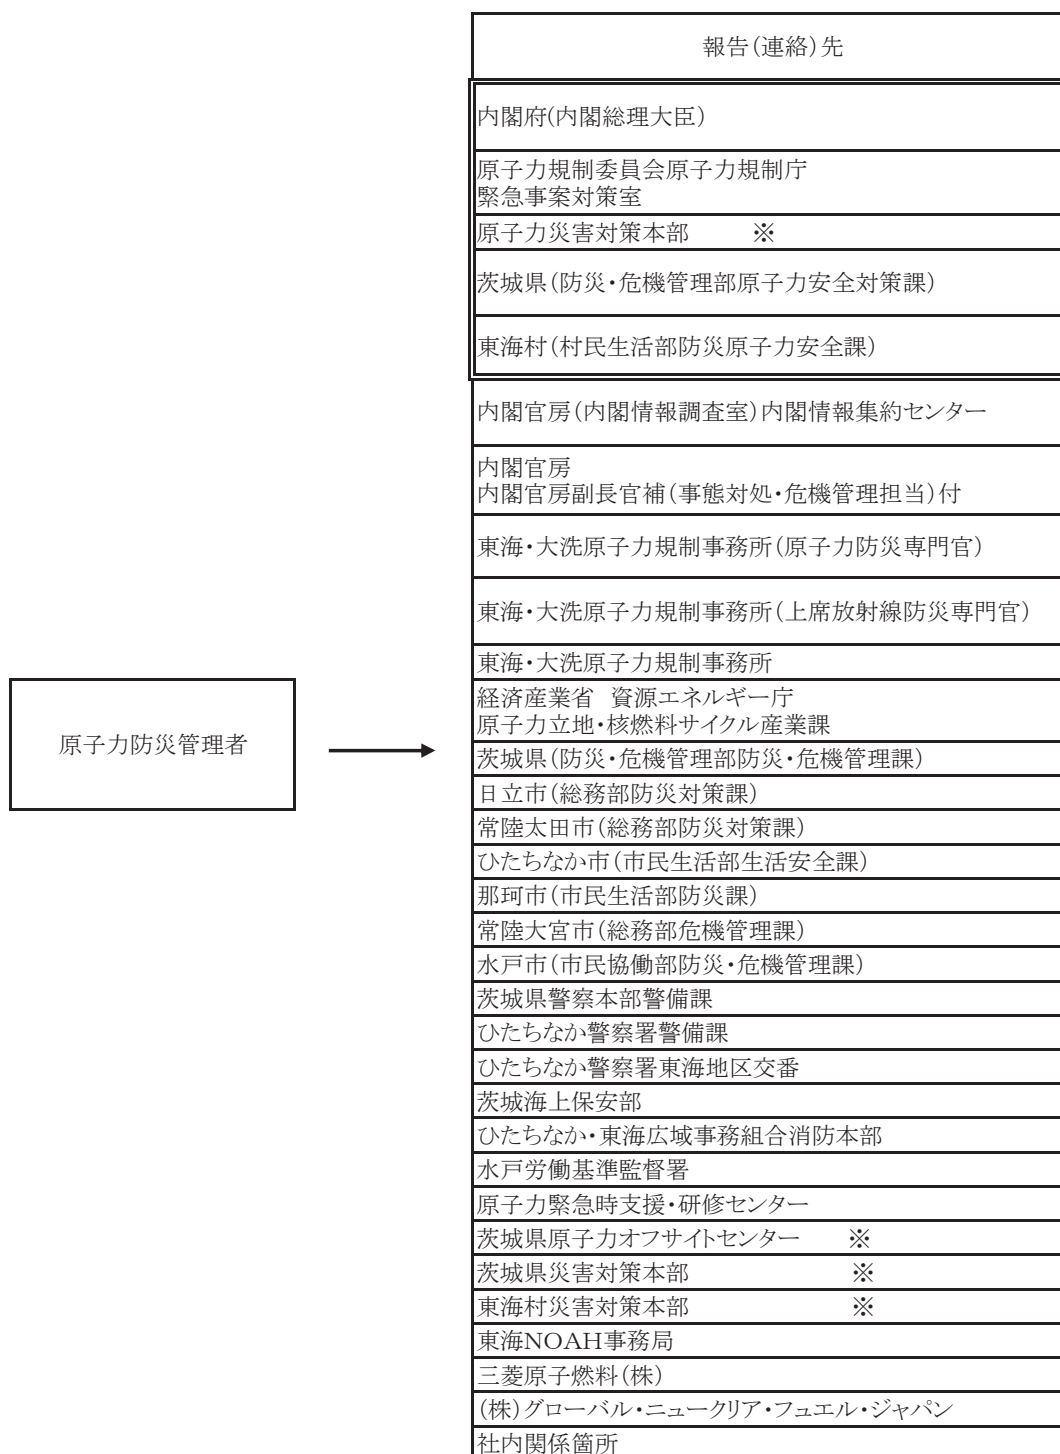 報告(連絡)先
内閣府(内閣総理大臣)
原子力規制委員会原子力規制庁
緊急事案対策室
原子力災害対策本部 ※
茨城県(防災・危機管理部原子力安全対策課)
東海村(村民生活部防災原子力安全課)
内閣官房(内閣情報調査室)内閣情報集約センター
内閣官房
内閣官房副長官補(事態対処・危機管理担当)付
東海・大洗原子力規制事務所(原子力防災専門官)
東海・大洗原子力規制事務所(上席放射線防災専門官)
東海・大洗原子力規制事務所
経済産業省 資源エネルギー庁
原子力立地・核燃料サイクル産業課
原子力防災管理者
茨城県(防災・危機管理部防災・危機管理課)
日立市(総務部防災対策課)
常陸太田市(総務部防災対策課)
ひたちなか市(市民生活部生活安全課)
那珂市(市民生活部防災課)
常陸大宮市(総務部危機管理課)
水戸市(市民協働部防災・危機管理課)
茨城県警察本部警備課
ひたちなか警察署警備課
ひたちなか警察署東海地区交番
茨城海上保安部
ひたちなか・東海広域事務組合消防本部
水戸労働基準監督署
原子力緊急時支援・研修センター
茨城県原子力オフサイトセンター ※
茨城県災害対策本部 ※
東海村災害対策本部 ※
東海NOAH事務局
三菱原子燃料(株)
(株)グローバル・ニュークリア・フュエル・ジャパン
社内関係箇所